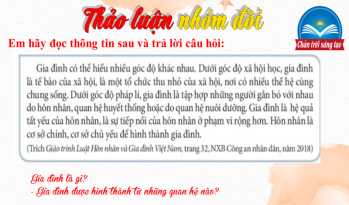 Thảo luận nhóm đôi
Chân trời sáng tạo
Em hãy đọc thông tin sau và trả lời câu hỏi:
Gia đình có thể hiểu nhiều góc độ khác nhau. Dưới góc độ xã hội học, gia đình
là tế bào của xã hội, là một tổ chức thu nhỏ của xã hội, nơi có nhiều thế hệ cùng
chung sống. Dưới góc độ pháp lí, gia đình là tập hợp những người gắn bó với nhau
do hôn nhân, quan hệ huyết thống hoặc do quan hệ nuôi dưỡng. Gia đình là hệ quả
tất yếu của hôn nhân, là sự tiếp nối của hôn nhân ở phạm vi rộng hơn. Hôn nhân là
cơ sở chính, cơ sở chủ yếu để hình thành gia đình.
(Trích Giáo trình Luật Hôn nhân và Gia đình Việt Nam, trang 32, NXB Công an nhân dân, năm 2018)
Gia đình là gì?
- Gia đình được hình thành từ những quan hệ nào?